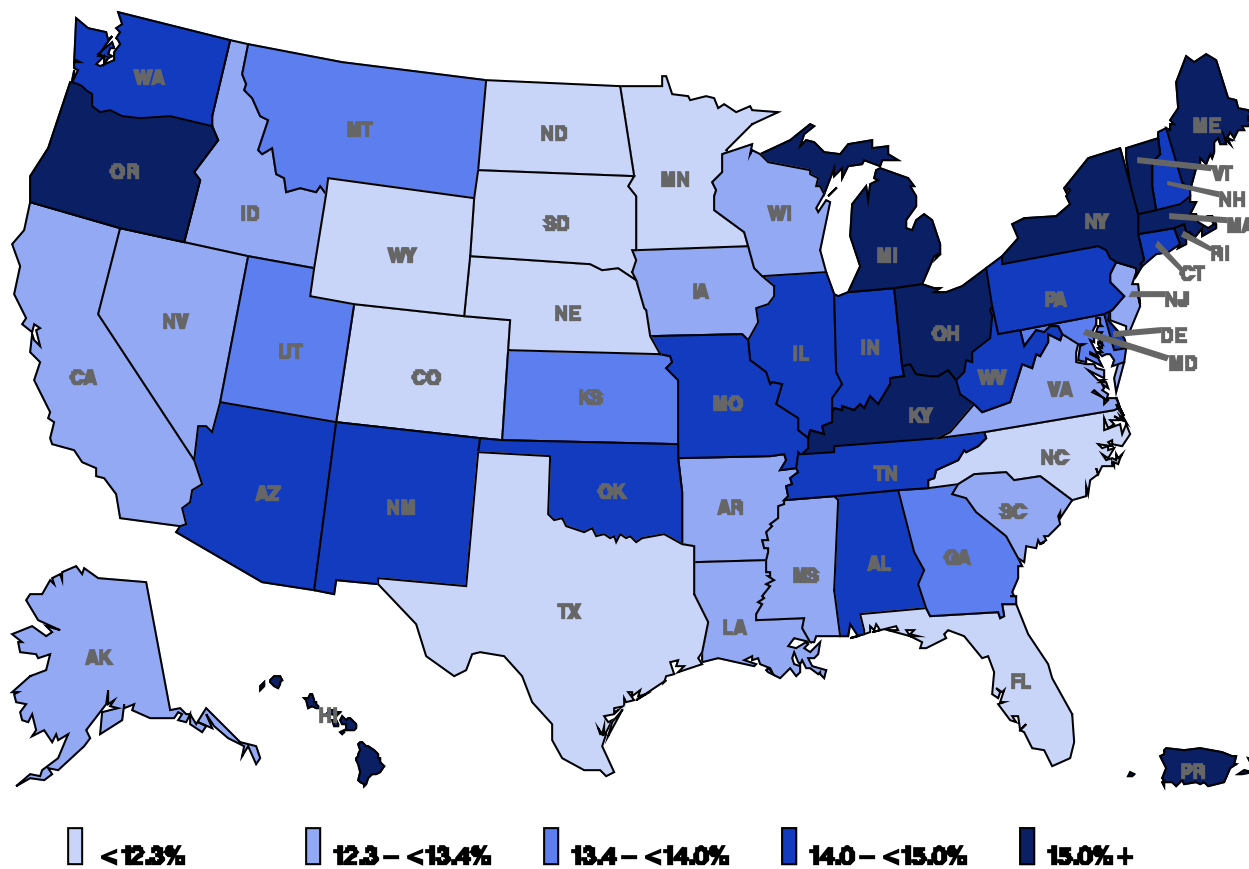 WA
ME
MT
ND
OR
MN
VT
NH
ID
SD
WI
NY
MA
WY
MI
RI
CT
NV
NE
IA
PA
NJ
UT
CO
IL
IN
OH
DE
MD
CA
KS
MO
WV
VA
KY
AZ
NM
OK
AR
TN
NC
SC
TX
MS
AL
GA
LA
AK
FL
HI
PR
<12.3% 12.3 – <13.4% 13.4 – <14.0% 14.0 – <15.0% 15.0% +